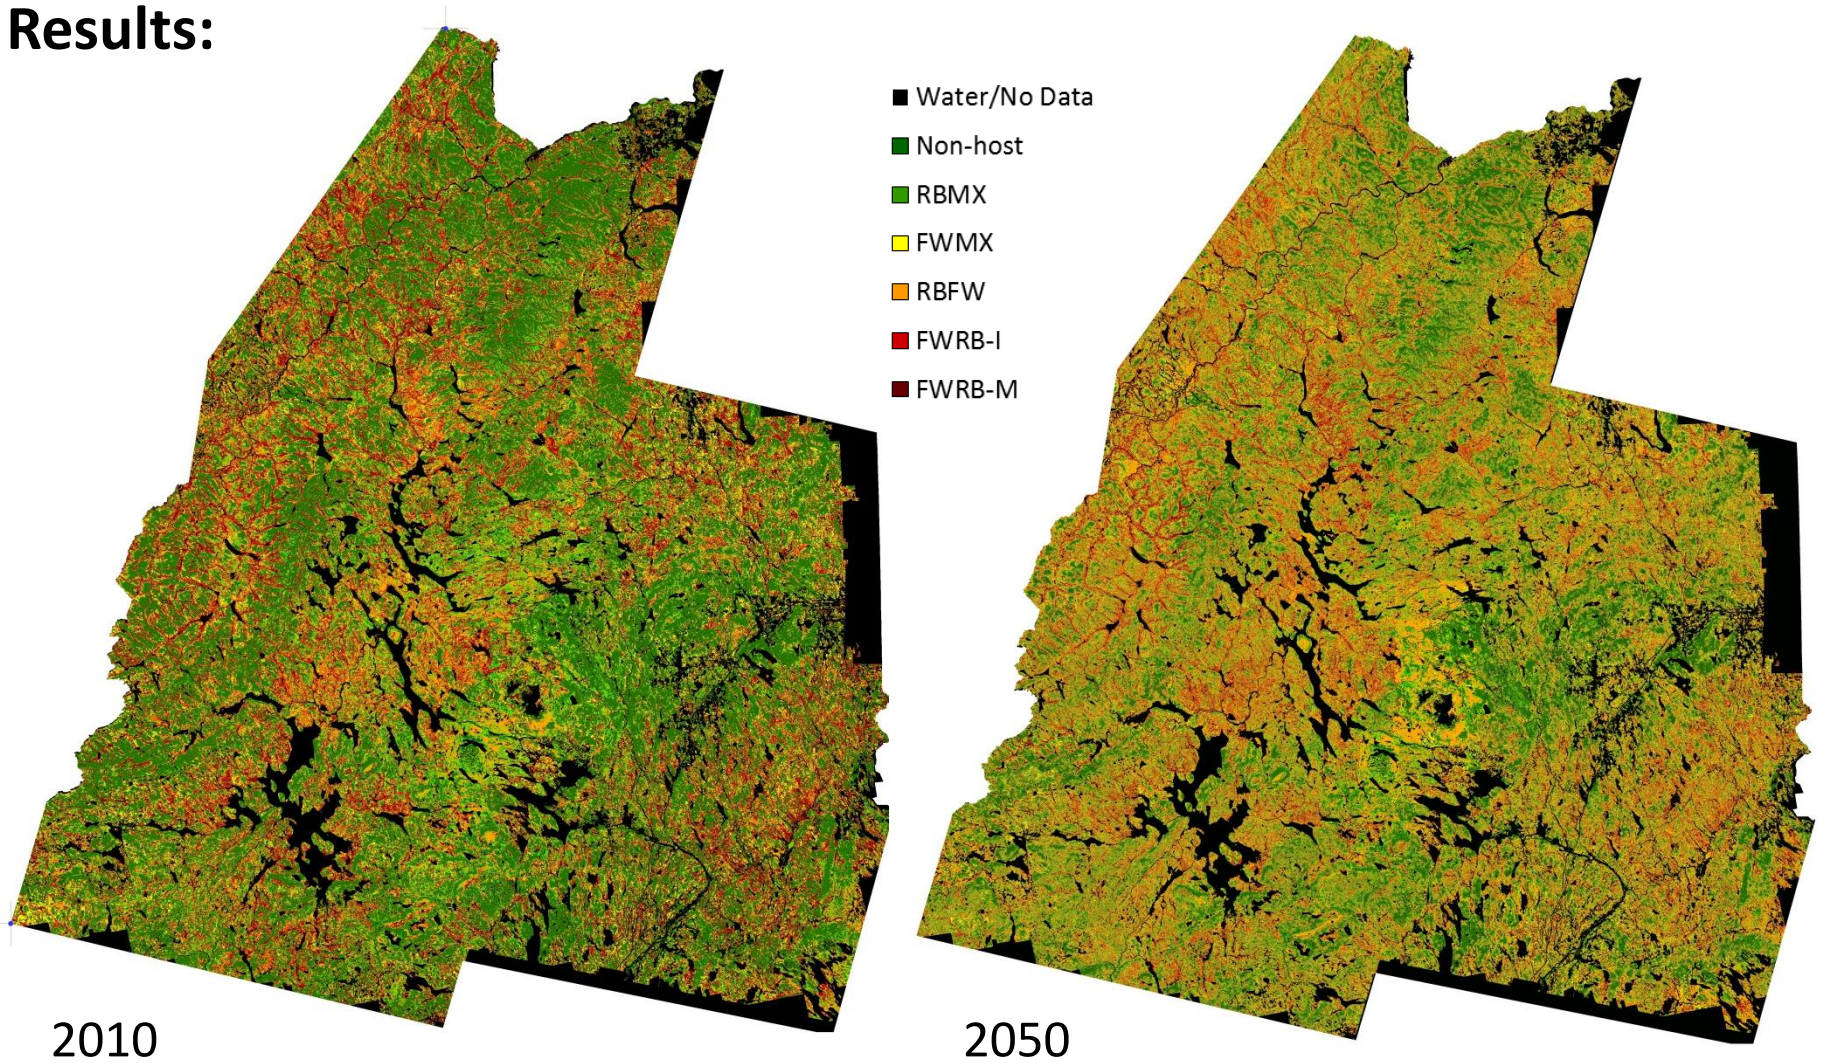 Results:
Water/No Data
Non-host
RBMX
FWMX
RBFW
FWRB-I
FWRB-M
2010
2050